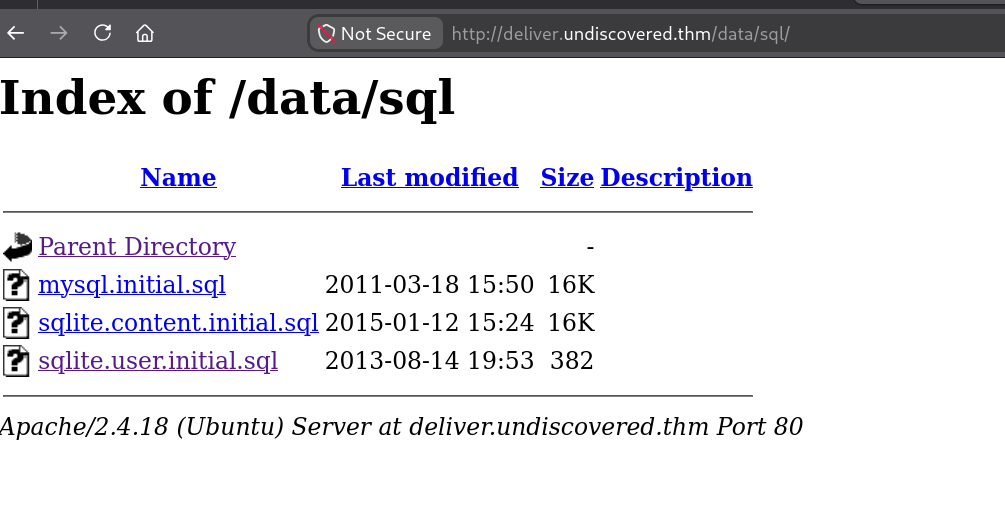 Not Secure http://deliver.undiscovered.thm/data/sql/
Index of /data/sql
Name Last modified Size Description
Parent Directory -
mysql.initial.sql 2011-03-18 15:50 16K
sqlite.content.initial.sql 2015-01-12 15:24 16K
sqlite.user.initial.sql 2013-08-14 19:53 382
Apache/2.4.18 (Ubuntu) Server at deliver.undiscovered.thm Port 80